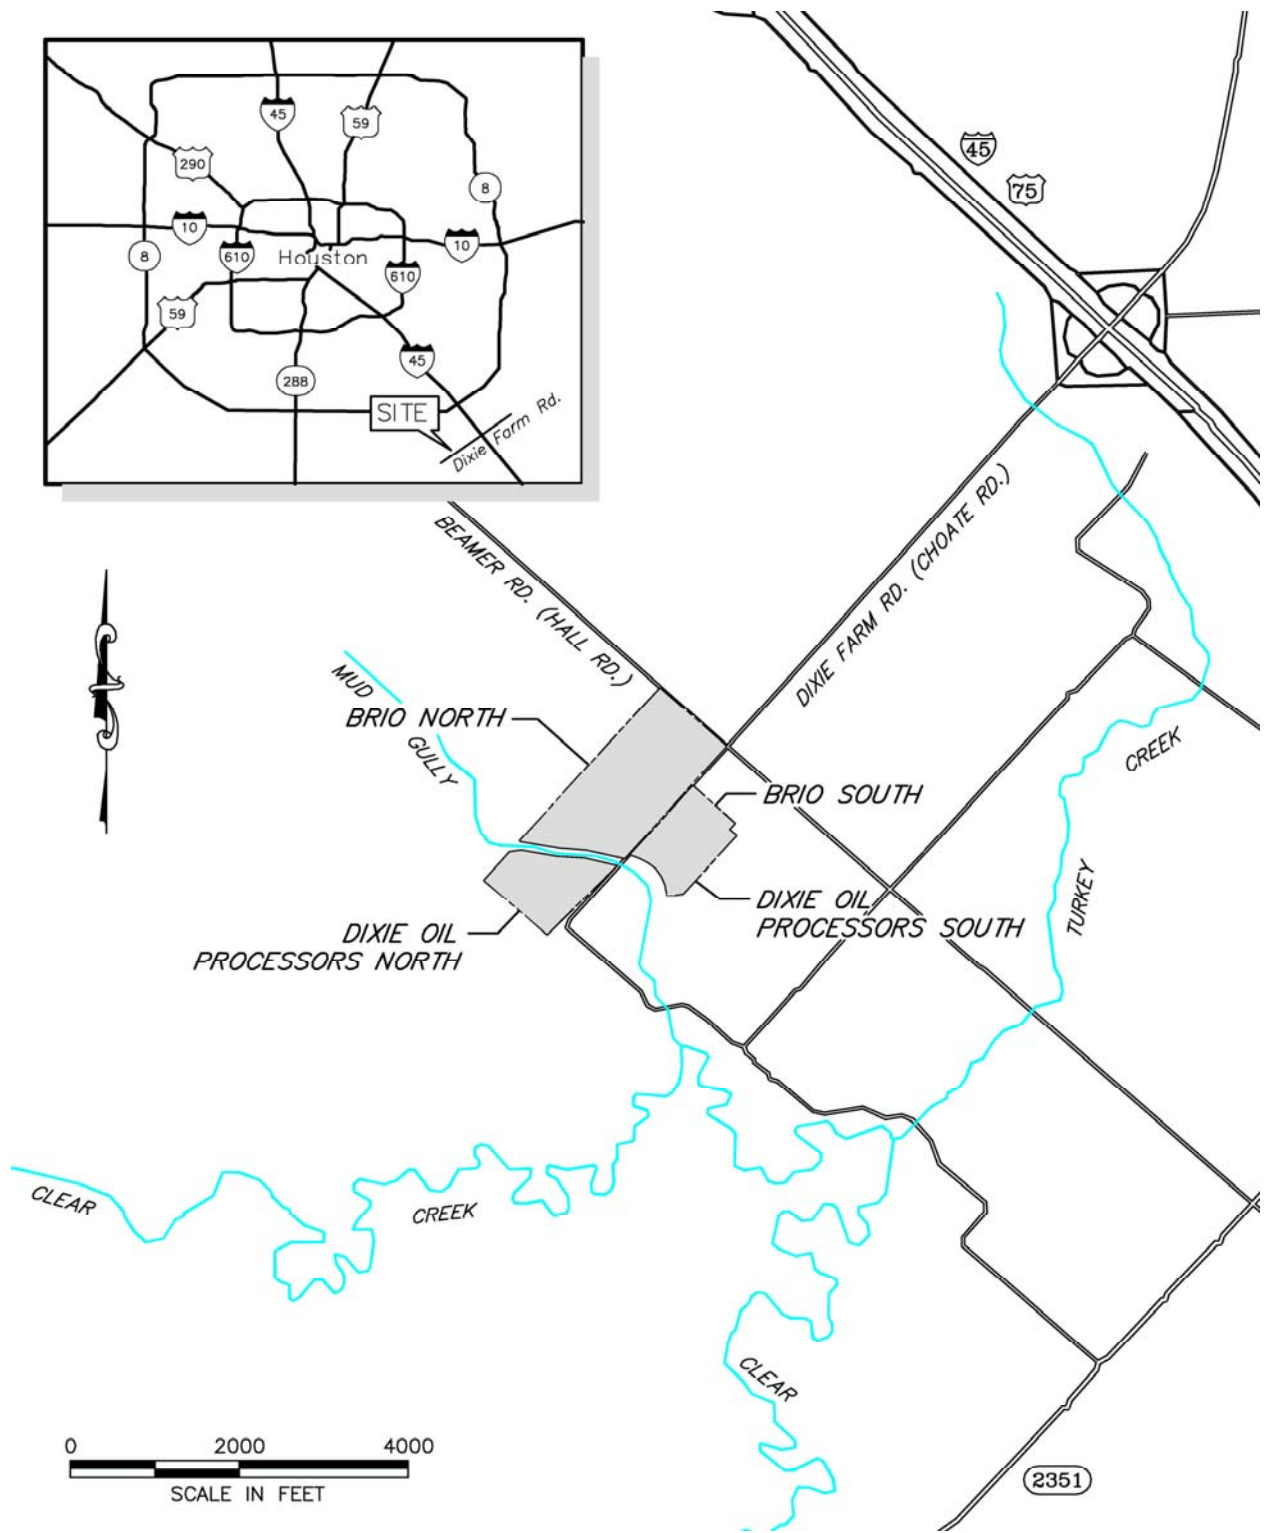 45
59
290
8
10
10
8
610
Houston
610
59
45
288
SITE
Dixie Farm Rd.
45
75
BEAMER RD. (HALL RD.)
DIXIE FARM RD. (CHOATE RD.)
MUD
GULLY
BRIO NORTH
CREEK
BRIO SOUTH
TURKEY
DIXIE OIL
PROCESSORS SOUTH
DIXIE OIL
PROCESSORS NORTH
CLEAR
CREEK
CLEAR
0 2000 4000
SCALE IN FEET
2351